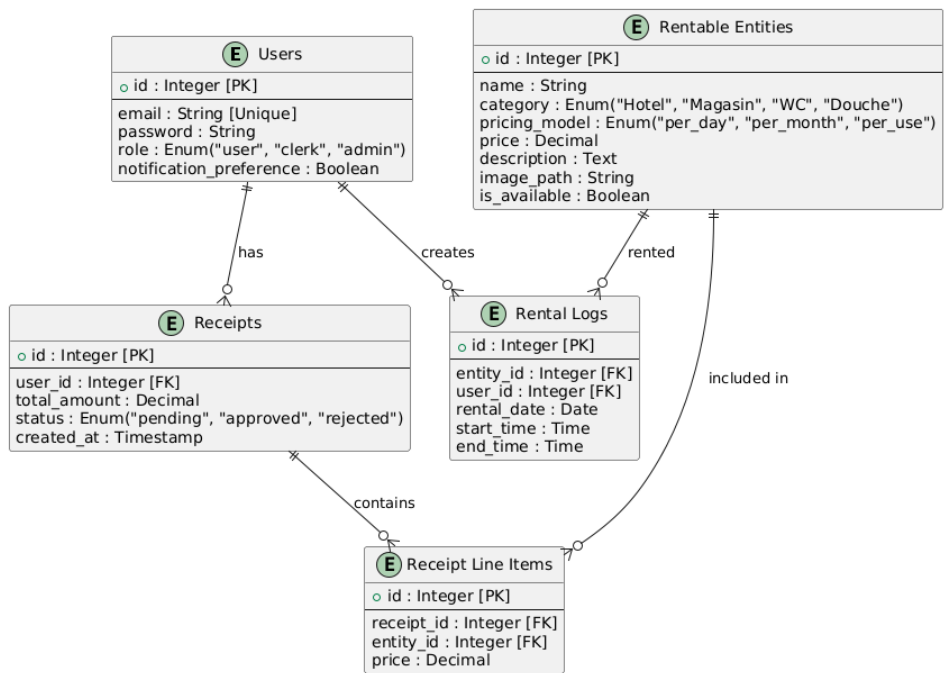 E Users
id : Integer [PK]
email : String [Unique]
password : String
role : Enum("user", "clerk", "admin")
notification_preference : Boolean
E Rentable Entities
id : Integer [PK]
name : String
category : Enum("Hotel", "Magasin", "WC", "Douche")
pricing_model : Enum("per_day", "per_month", "per_use")
price : Decimal
description : Text
image_path : String
is_available : Boolean
has
creates
rented
E Receipts
id : Integer [PK]
user_id : Integer [FK]
total_amount : Decimal
status : Enum("pending", "approved", "rejected")
created_at : Timestamp
E Rental Logs
id : Integer [PK]
entity_id : Integer [FK]
user_id : Integer [FK]
rental_date : Date
start_time : Time
end_time : Time
included in
contains
E Receipt Line Items
id : Integer [PK]
receipt_id : Integer [FK]
entity_id : Integer [FK]
price : Decimal